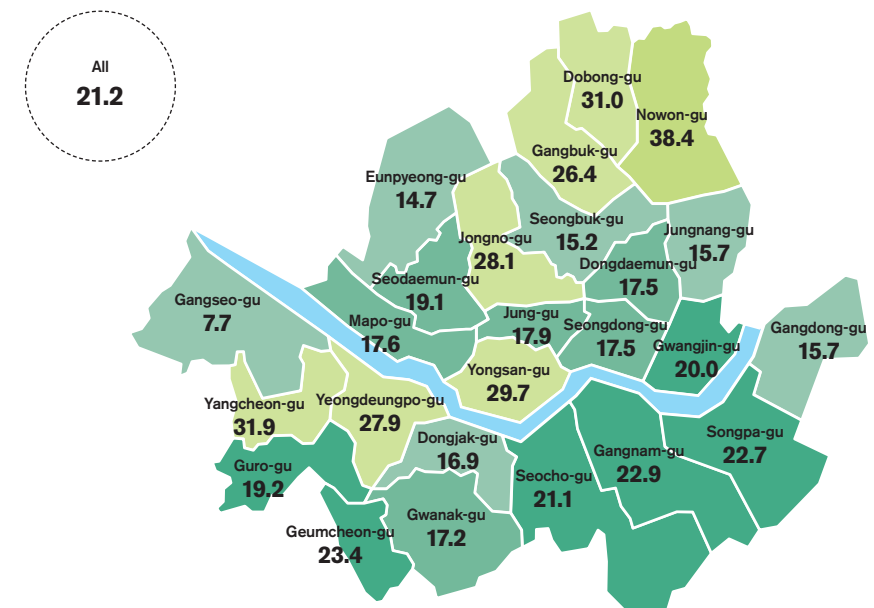 All
21.2
Dobong-gu
31.0
Nowon-gu
38.4
Gangbuk-gu
26.4
Eunpyeong-gu
14.7
Seongbuk-gu
15.2
Jungnang-gu
15.7
Jongno-gu
28.1
Dongdaemun-gu
17.5
Seodaemun-gu
19.1
Gangseo-gu
7.7
Mapo-gu
17.6
Jung-gu
17.9
Seongdong-gu
17.5
Gwangjin-gu
20.0
Gangdong-gu
15.7
Yongsan-gu
29.7
Yangcheon-gu
31.9
Yeongdeungpo-gu
27.9
Dongjak-gu
16.9
Gangnam-gu
22.9
Songpa-gu
22.7
Guro-gu
19.2
Seocho-gu
21.1
Gwanak-gu
17.2
Geumcheon-gu
23.4